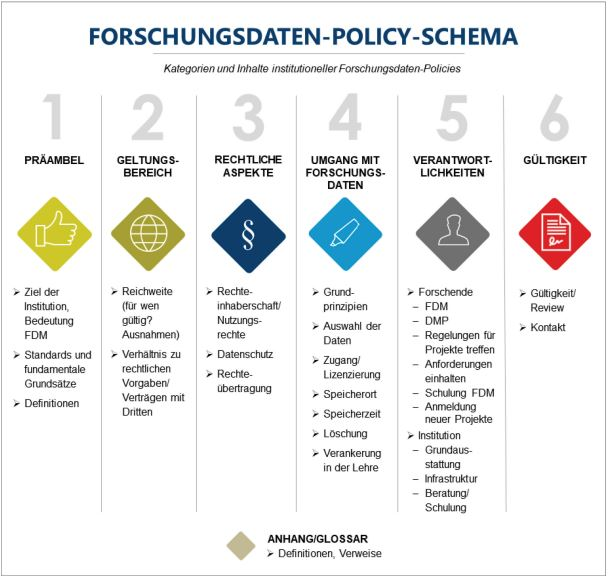 FORSCHUNGSDATEN-POLICY-SCHEMA
Kategorien und Inhalte institutioneller Forschungsdaten-Policies
1
PRÄAMBEL
➢ Ziel der
Institution,
Bedeutung
FDM
➢ Standards und
fundamentale
Grundsätze
➢ Definitionen
2
GELTUNGS-
BEREICH
➢ Reichweite
(für wen
gültig?
Ausnahmen)
➢ Verhältnis zu
rechtlichen
Vorgaben/
Verträgen mit
Dritten
3
RECHTLICHE
ASPEKTE
§
➢ Rechte-
inhaberschaft/
Nutzungs-
rechte
➢ Datenschutz
➢ Rechte-
übertragung
4
UMGANG MIT
FORSCHUNGS-
DATEN
➢ Grund-
prinzipien
➢ Auswahl der
Daten
➢ Zugang/
Lizenzierung
➢ Speicherort
➢ Speicherzeit
➢ Löschung
➢ Verankerung
in der Lehre
5
VERANTWORT-
LICHKEITEN
➢ Forschende
– FDM
– DMP
– Regelungen für
Projekte treffen
– Anforderungen
einhalten
– Schulung FDM
– Anmeldung
neuer Projekte
➢ Institution
– Grundaus-
stattung
– Infrastruktur
– Beratung/
Schulung
6
GÜLTIGKEIT
➢ Gültigkeit/
Review
➢ Kontakt
ANHANG/GLOSSAR
➢ Definitionen, Verweise